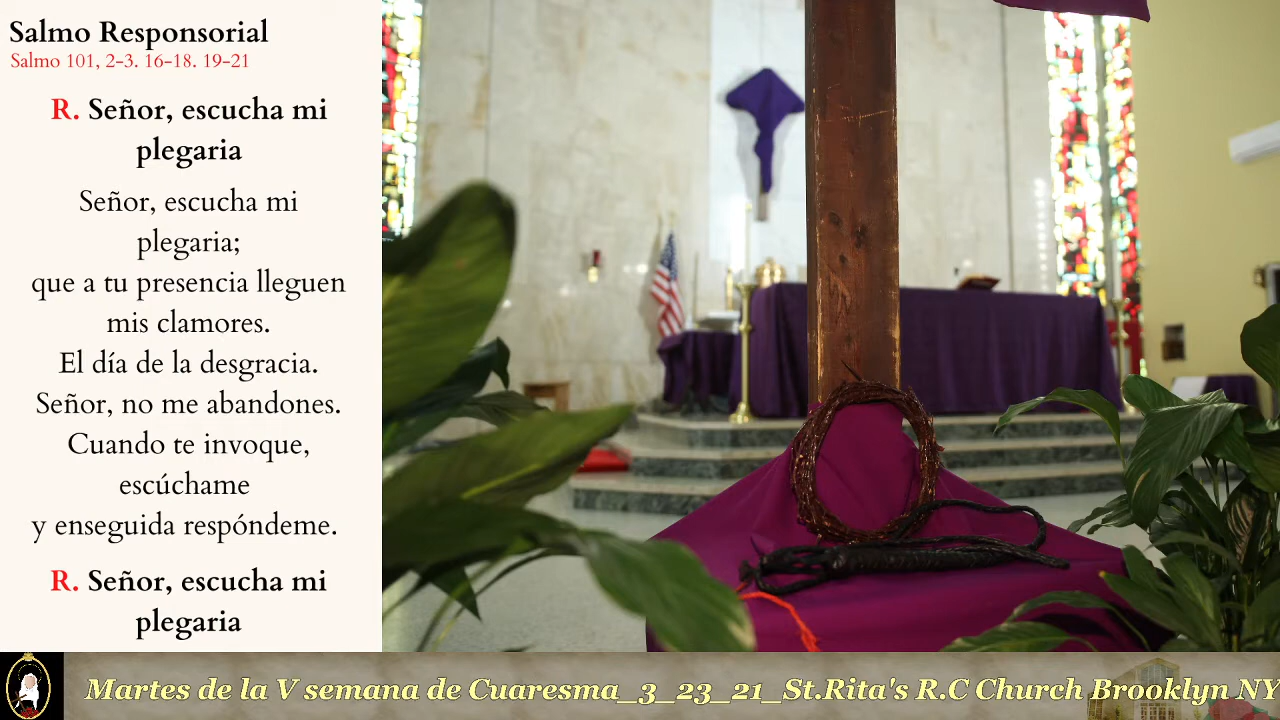 Salmo Responsorial
Salmo 101, 2-3. 16-18. 19-21
R. Señor, escucha mi
plegaria
Señor, escucha mi
plegaria;
que a tu presencia lleguen
mis clamores.
El día de la desgracia.
Señor, no me abandones.
Cuando te invoque,
escúchame
y enseguida respóndeme.
R. Señor, escucha mi
plegaria
Martes de la V semana de Cuaresma_3_23_21_St.Rita's R.C Church Brooklyn NY